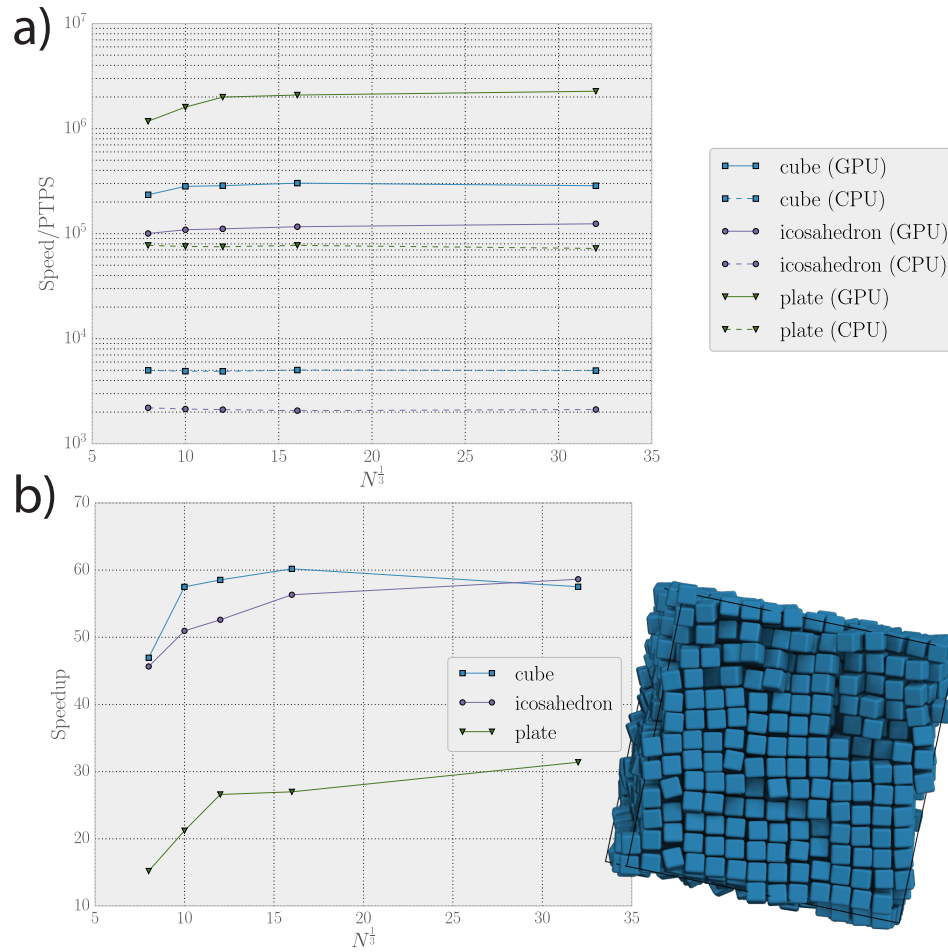 a)
10^7
10^6
10^5
10^4
10^3
Speed/PTPS
5 10 15 20 25 30 35
N^{1/3}
cube (GPU)
cube (CPU)
icosahedron (GPU)
icosahedron (CPU)
plate (GPU)
plate (CPU)
b)
70
60
50
40
30
20
10
Speedup
5 10 15 20 25 30 35
N^{1/3}
cube
icosahedron
plate